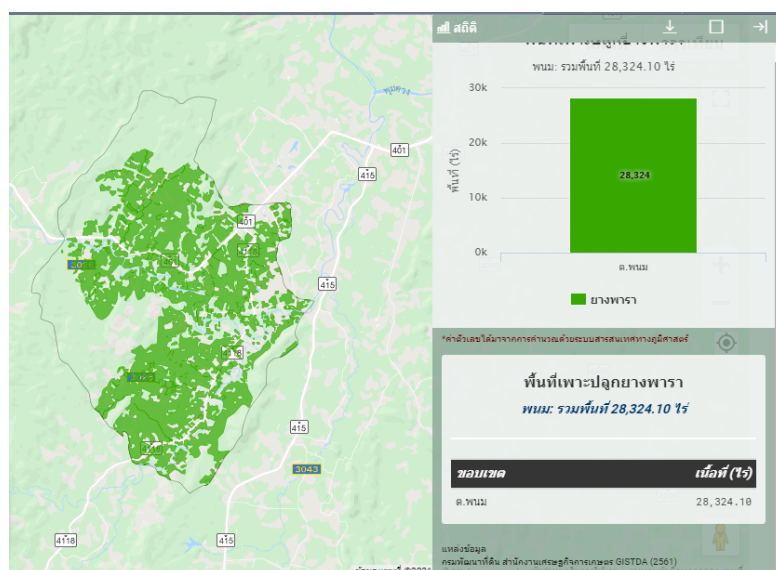 พุมดวง
401
415
401
4118
401
415
415
4118
415
3043
4118
4118
415
สถิติ
พนม: รวมพื้นที่ 28,324.10 ไร่
30k
20k
10k
0k
พื้นที่ (ไร่)
28,324
ต.พนม
ยางพารา
*ค่าตัวเลขได้มาจากการคำนวณด้วยระบบสารสนเทศทางภูมิศาสตร์
พื้นที่เพาะปลูกยางพารา
พนม: รวมพื้นที่ 28,324.10 ไร่
ขอบเขต เนื้อที่ (ไร่)
ต.พนม 28,324.10
แหล่งข้อมูล
กรมพัฒนาที่ดิน สำนักงานเศรษฐกิจการเกษตร GISTDA (2561)